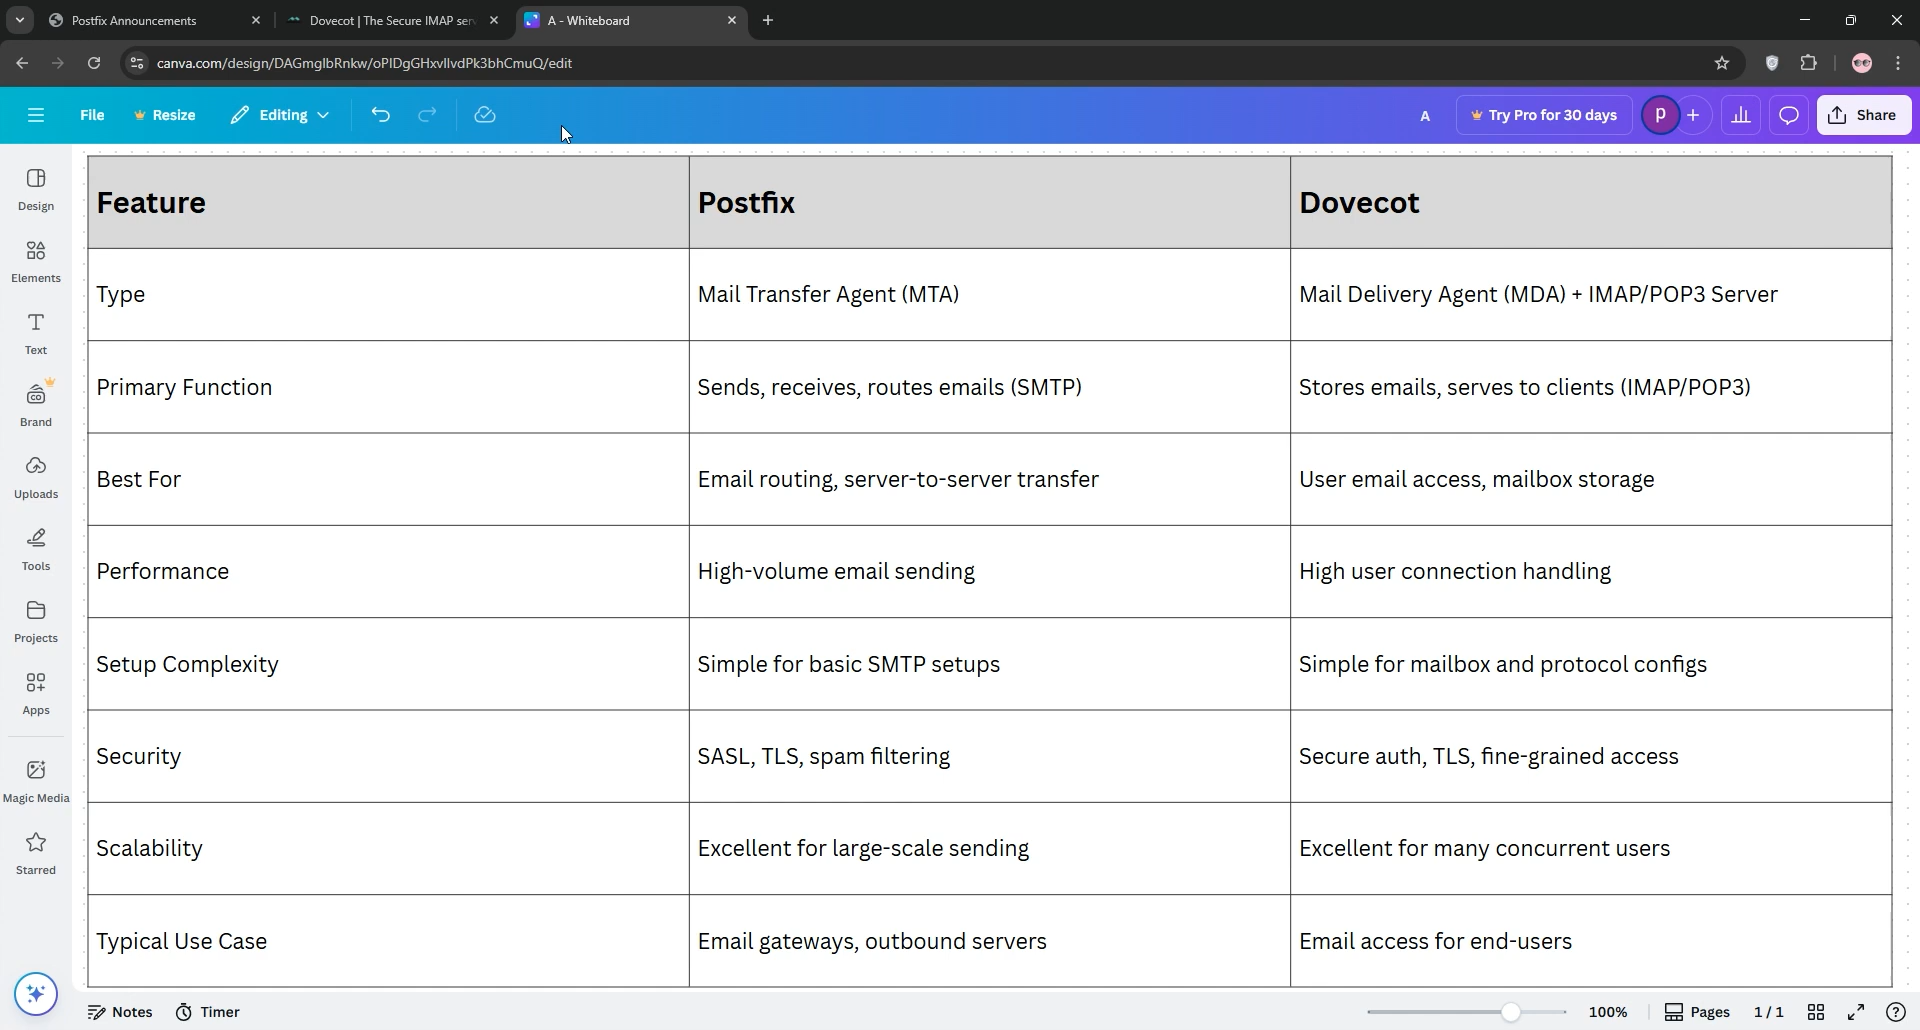 Postfix Announcements
Dovecot | The Secure IMAP ser
A - Whiteboard
canva.com/design/DAGmglbRnkw/oPIDgGHxvllvdPk3bhCmuQ/edit
File
Resize
Editing
A
Try Pro for 30 days
P
Share
Design
Elements
Text
Brand
Uploads
Tools
Projects
Apps
Magic Media
Starred
Feature Postfix Dovecot
Type Mail Transfer Agent (MTA) Mail Delivery Agent (MDA) + IMAP/POP3 Server
Primary Function Sends, receives, routes emails (SMTP) Stores emails, serves to clients (IMAP/POP3)
Best For Email routing, server-to-server transfer User email access, mailbox storage
Performance High-volume email sending High user connection handling
Setup Complexity Simple for basic SMTP setups Simple for mailbox and protocol configs
Security SASL, TLS, spam filtering Secure auth, TLS, fine-grained access
Scalability Excellent for large-scale sending Excellent for many concurrent users
Typical Use Case Email gateways, outbound servers Email access for end-users
Notes
Timer
100%
Pages
1 / 1